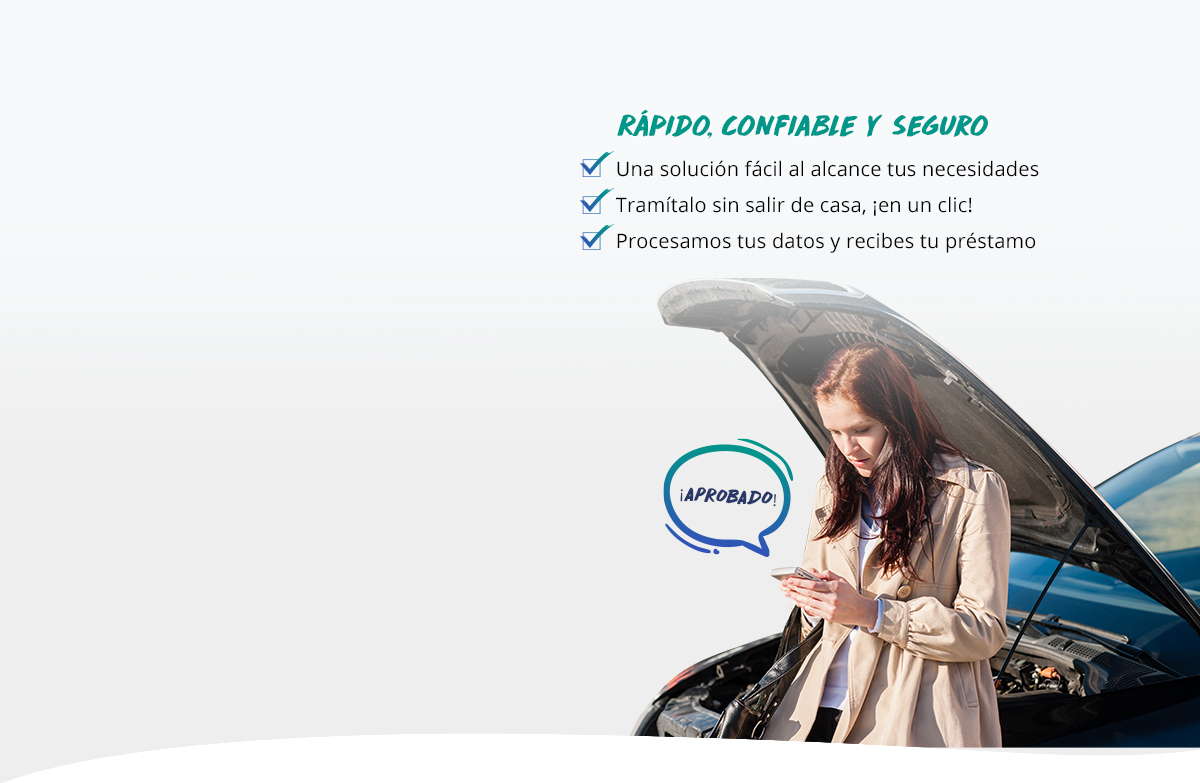 RÁPIDO, CONFIABLE Y SEGURO
Una solución fácil al alcance tus necesidades
Tramítalo sin salir de casa, ¡en un clic!
Procesamos tus datos y recibes tu préstamo
¡APROBADO!